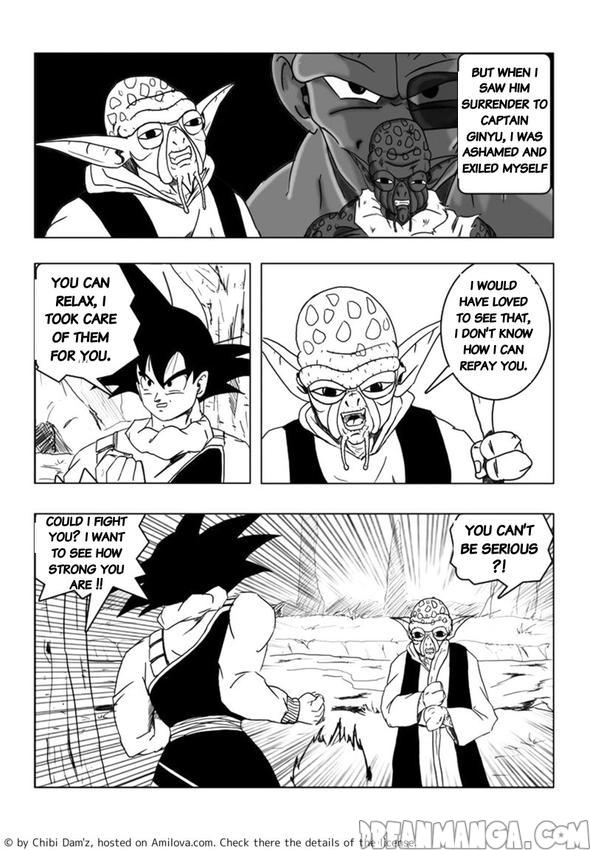 BUT WHEN I
SAW HIM
SURRENDER TO
CAPTAIN
GINYU, I WAS
ASHAMED AND
EXILED MYSELF
YOU CAN
RELAX, I
TOOK CARE
OF THEM
FOR YOU.
I WOULD
HAVE LOVED
TO SEE THAT,
I DON'T KNOW
HOW I CAN
REPAY YOU.
COULD I FIGHT
YOU? I WANT
TO SEE HOW
STRONG YOU
ARE !!
YOU CAN'T
BE SERIOUS
?!
DREAMMANGA.COM
© by Chibi Dam'z, hosted on Amilova.com. Check there the details of the license.